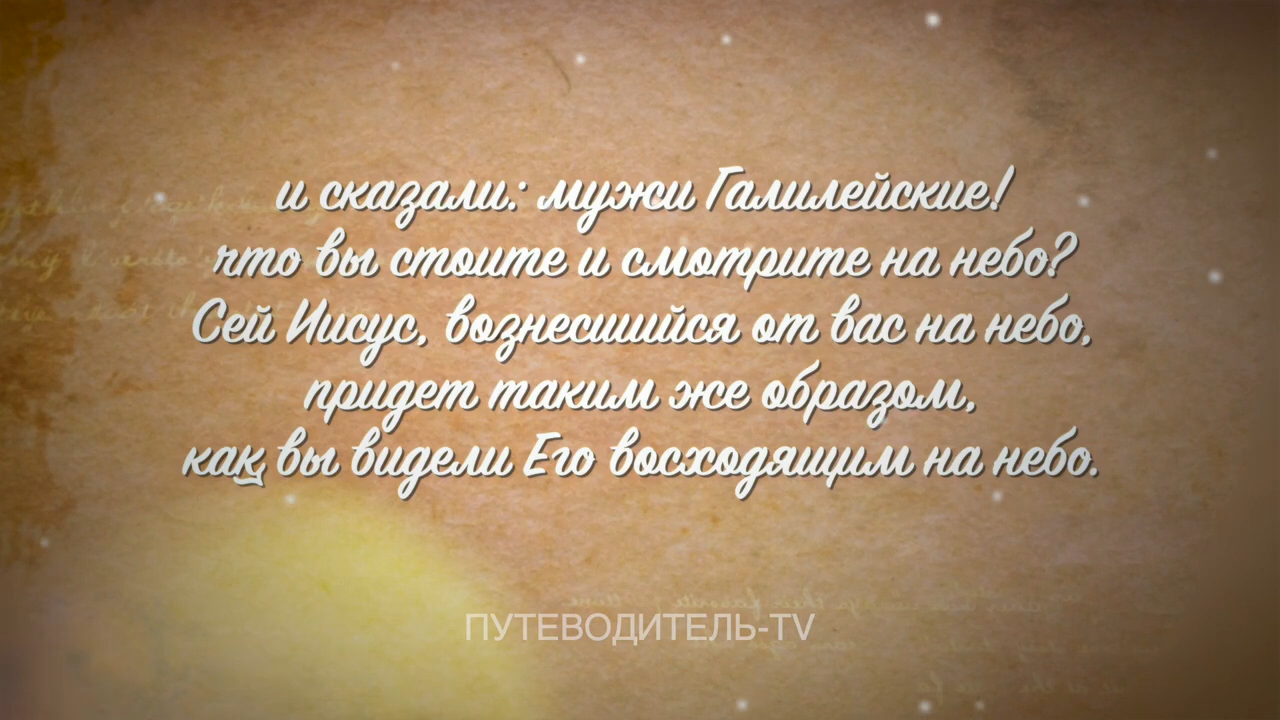 и сказали: мужи Галилейские!
что вы стоите и смотрите на небо?
Сей Иисус, вознесшийся от вас на небо,
придет таким же образом,
как вы видели Его восходящим на небо.
ПУТЕВОДИТЕЛЬ-TV